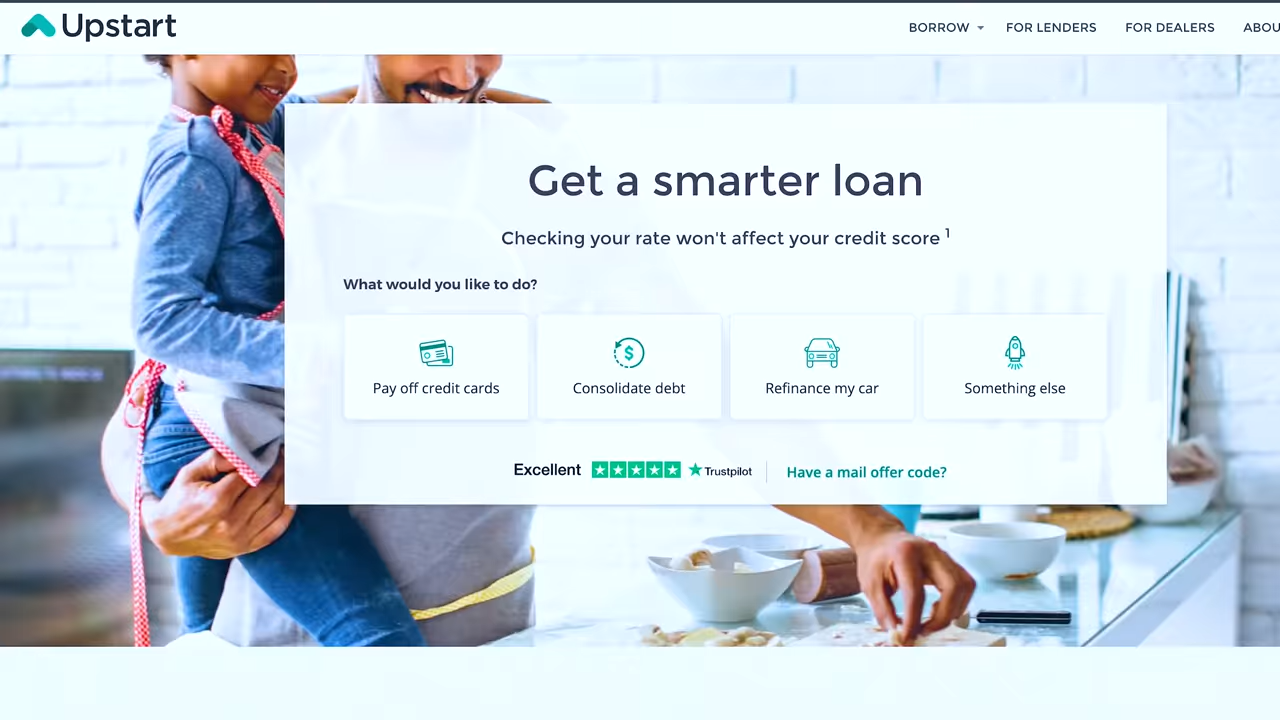 Upstart
BORROW
FOR LENDERS
FOR DEALERS
ABOU
Get a smarter loan
Checking your rate won't affect your credit score 1
What would you like to do?
Pay off credit cards
Consolidate debt
Refinance my car
Something else
Excellent
Trustpilot
Have a mail offer code?